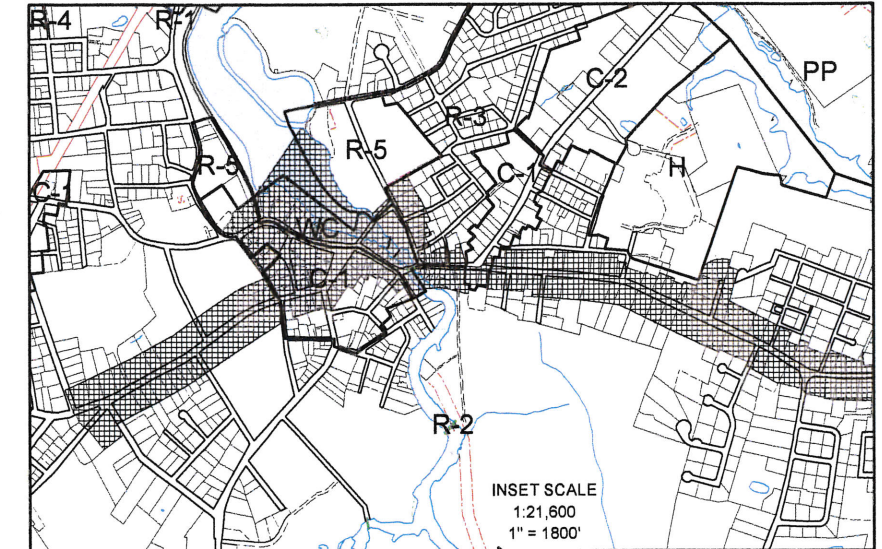 R-4
R-1
C-2
PP
R-3
R-5
R-5
C-1
H
C-1
WC
C-1
R-2
INSET SCALE
1:21,600
1" = 1800'